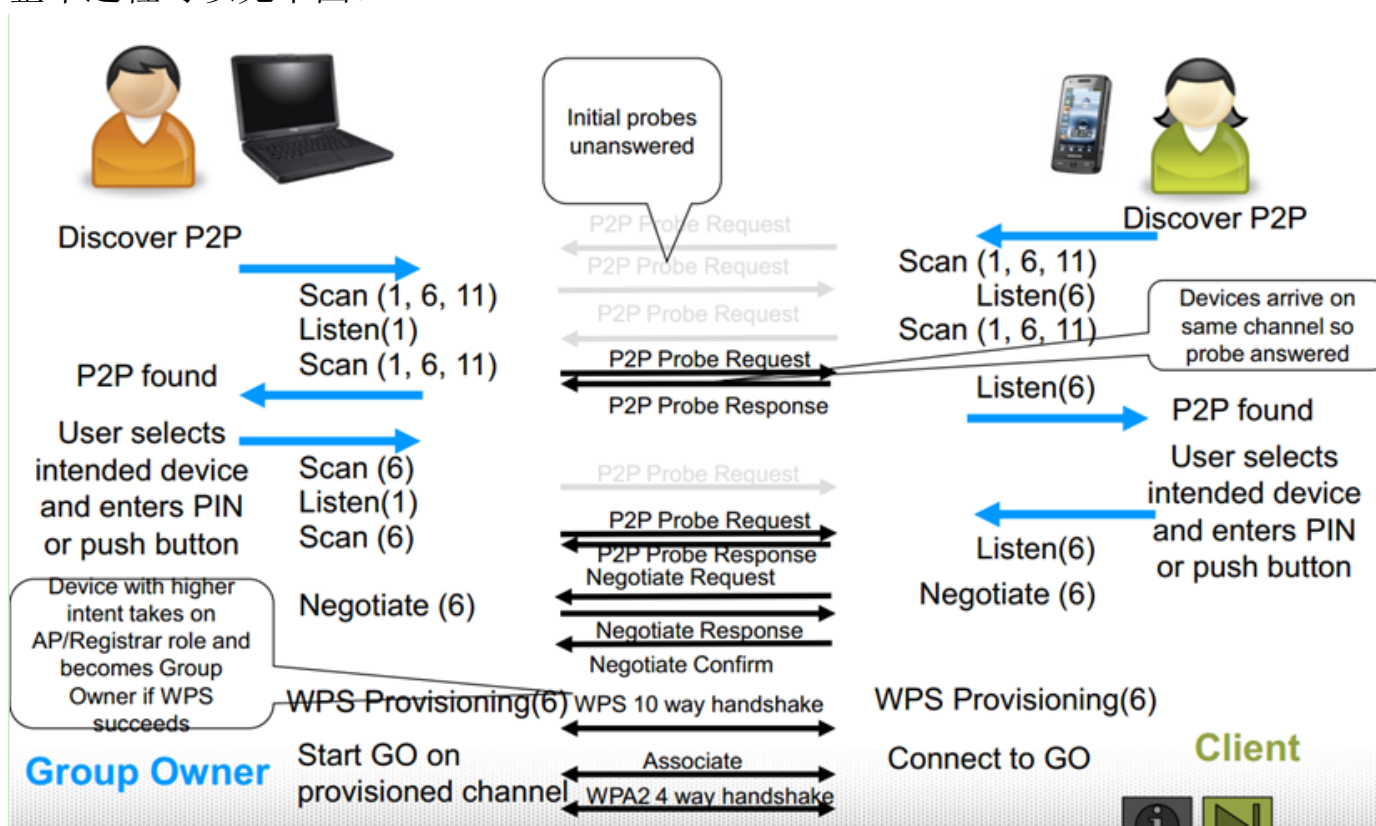 Initial probes
unanswered
Discover P2P
Discover P2P
P2P Probe Request
P2P Probe Request
P2P Probe Request
Scan (1, 6, 11)
Listen(1)
Scan (1, 6, 11)
Scan (1, 6, 11)
Listen(6)
Scan (1, 6, 11)
Devices arrive on
same channel so
probe answered
P2P found
P2P Probe Request
P2P Probe Response
Listen(6)
P2P found
User selects
intended device
and enters PIN
or push button
Scan (6)
Listen(1)
Scan (6)
P2P Probe Request
P2P Probe Request
P2P Probe Response
Listen(6)
User selects
intended device
and enters PIN
or push button
Device with higher
intent takes on
AP/Registrar role and
becomes Group
Owner if WPS
succeeds
Negotiate (6)
Negotiate Request
Negotiate Response
Negotiate Confirm
Negotiate (6)
WPS Provisioning(6)
WPS 10 way handshake
WPS Provisioning(6)
Group Owner
Start GO on
provisioned channel
Associate
WPA2 4 way handshake
Connect to GO
Client